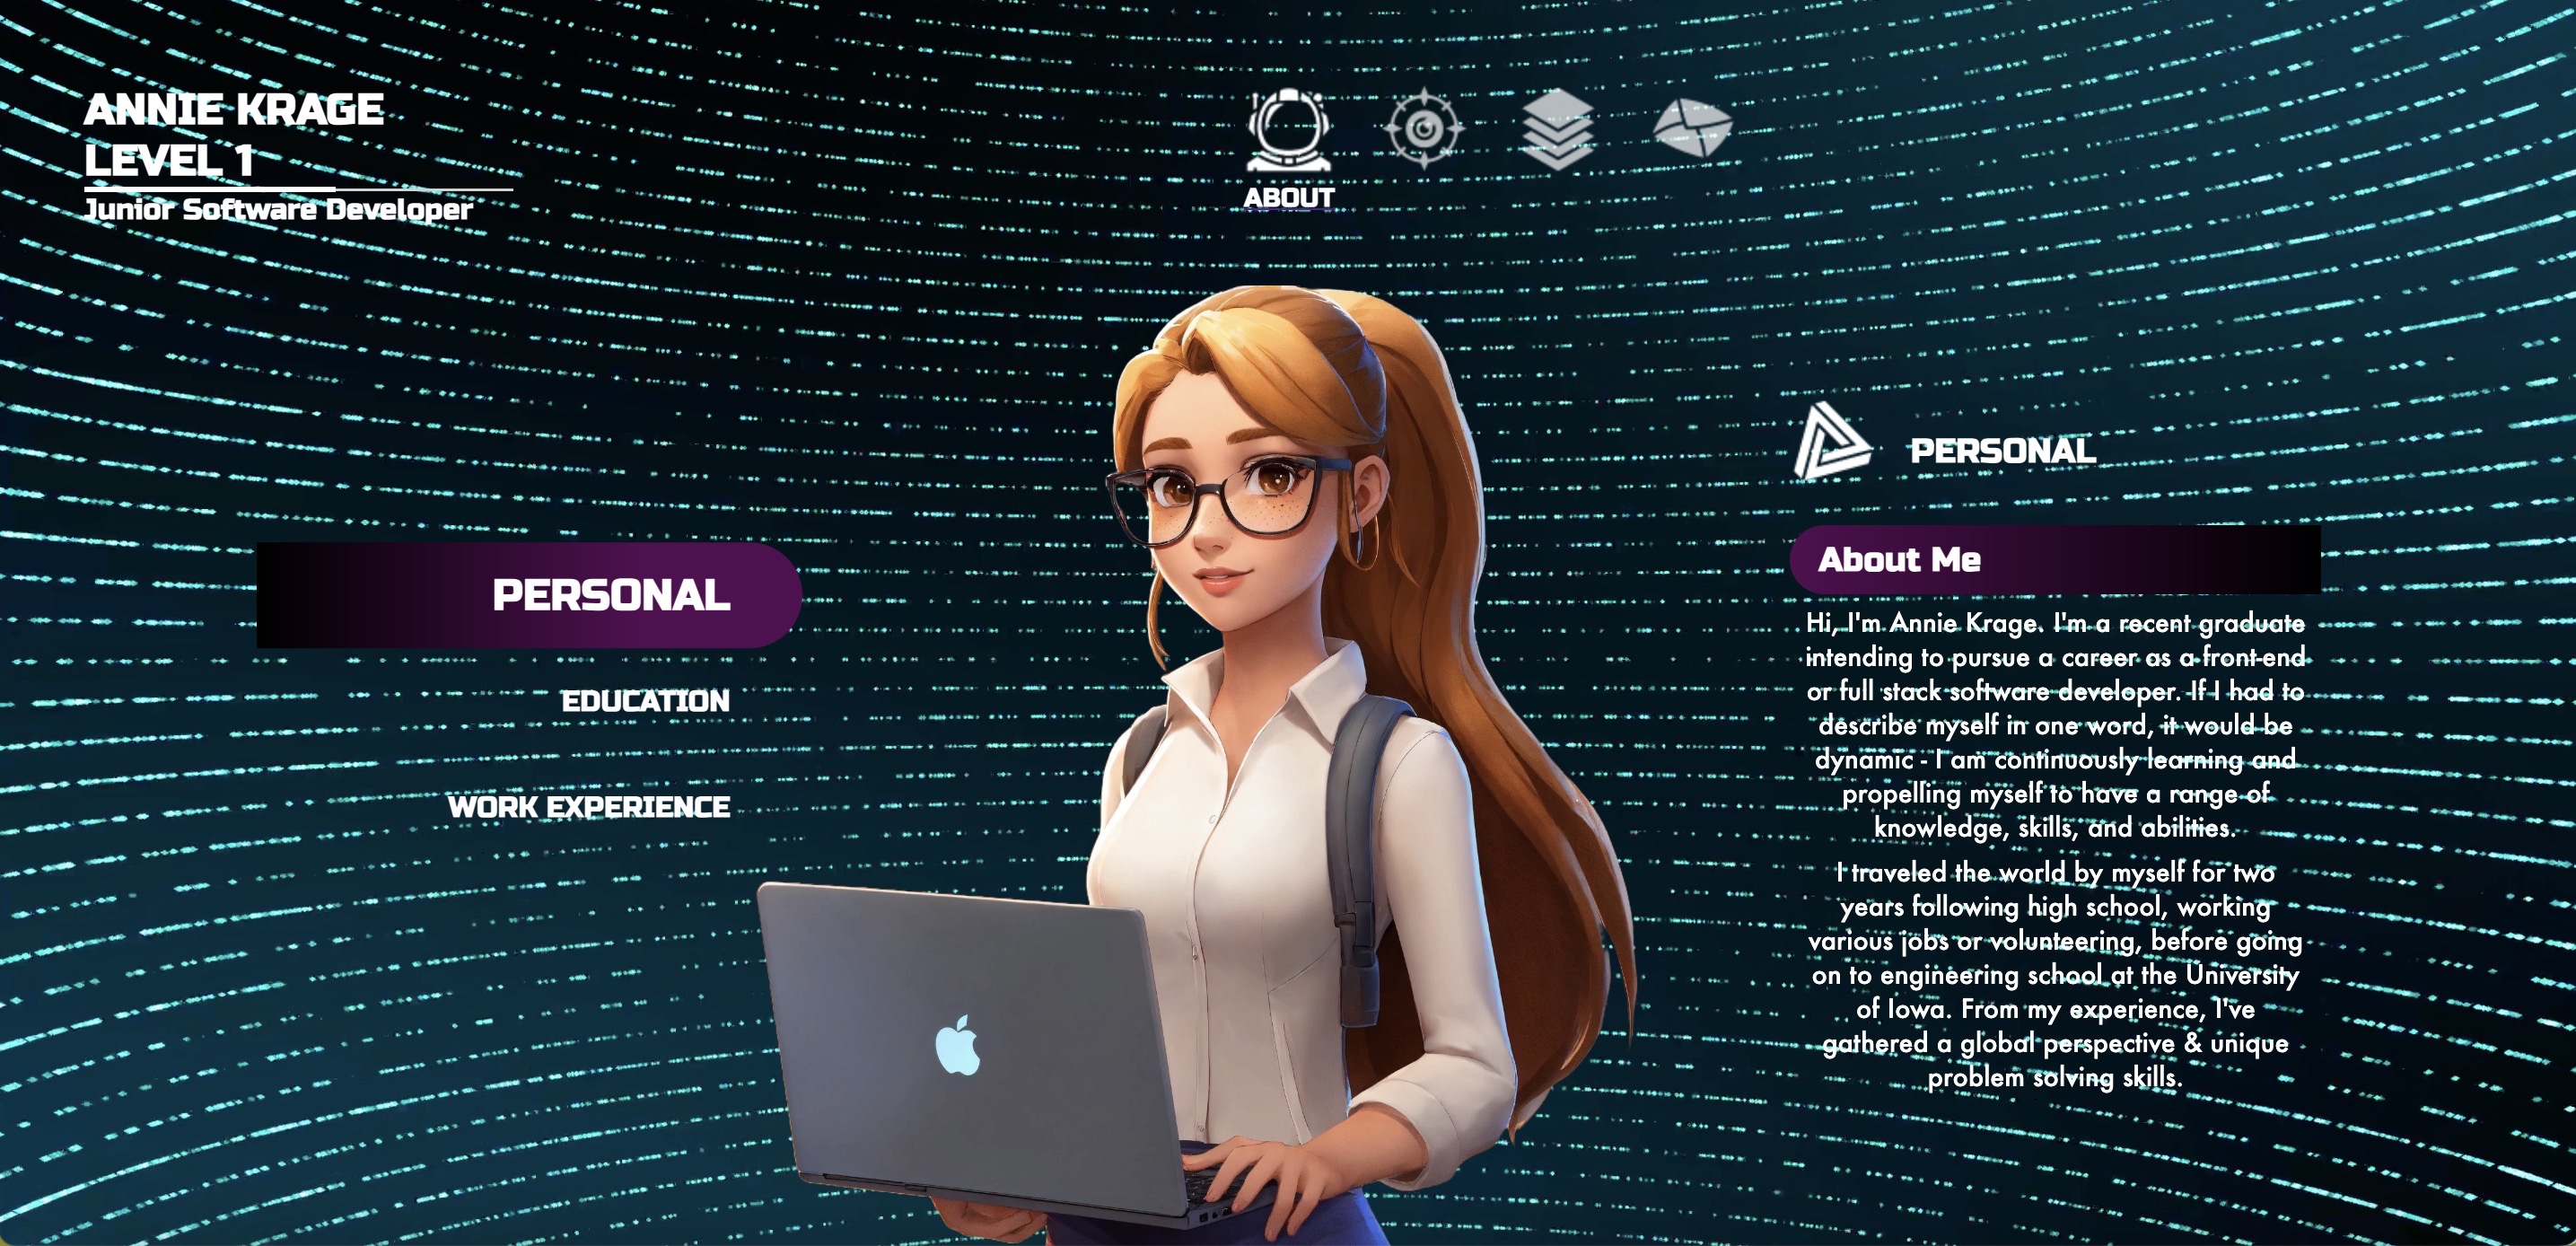 ANNIE KRAGE
LEVEL 1
Junior Software Developer
ABOUT
PERSONAL
EDUCATION
WORK EXPERIENCE
PERSONAL
About Me
Hi, I'm Annie Krage. I'm a recent graduate
intending to pursue a career as a front-end
or full stack software developer. If I had to
describe myself in one word, it would be
dynamic - I am continuously learning and
propelling myself to have a range of
knowledge, skills, and abilities.
I traveled the world by myself for two
years following high school, working
various jobs or volunteering, before going
on to engineering school at the University
of Iowa. From my experience, I've
gathered a global perspective & unique
problem solving skills.